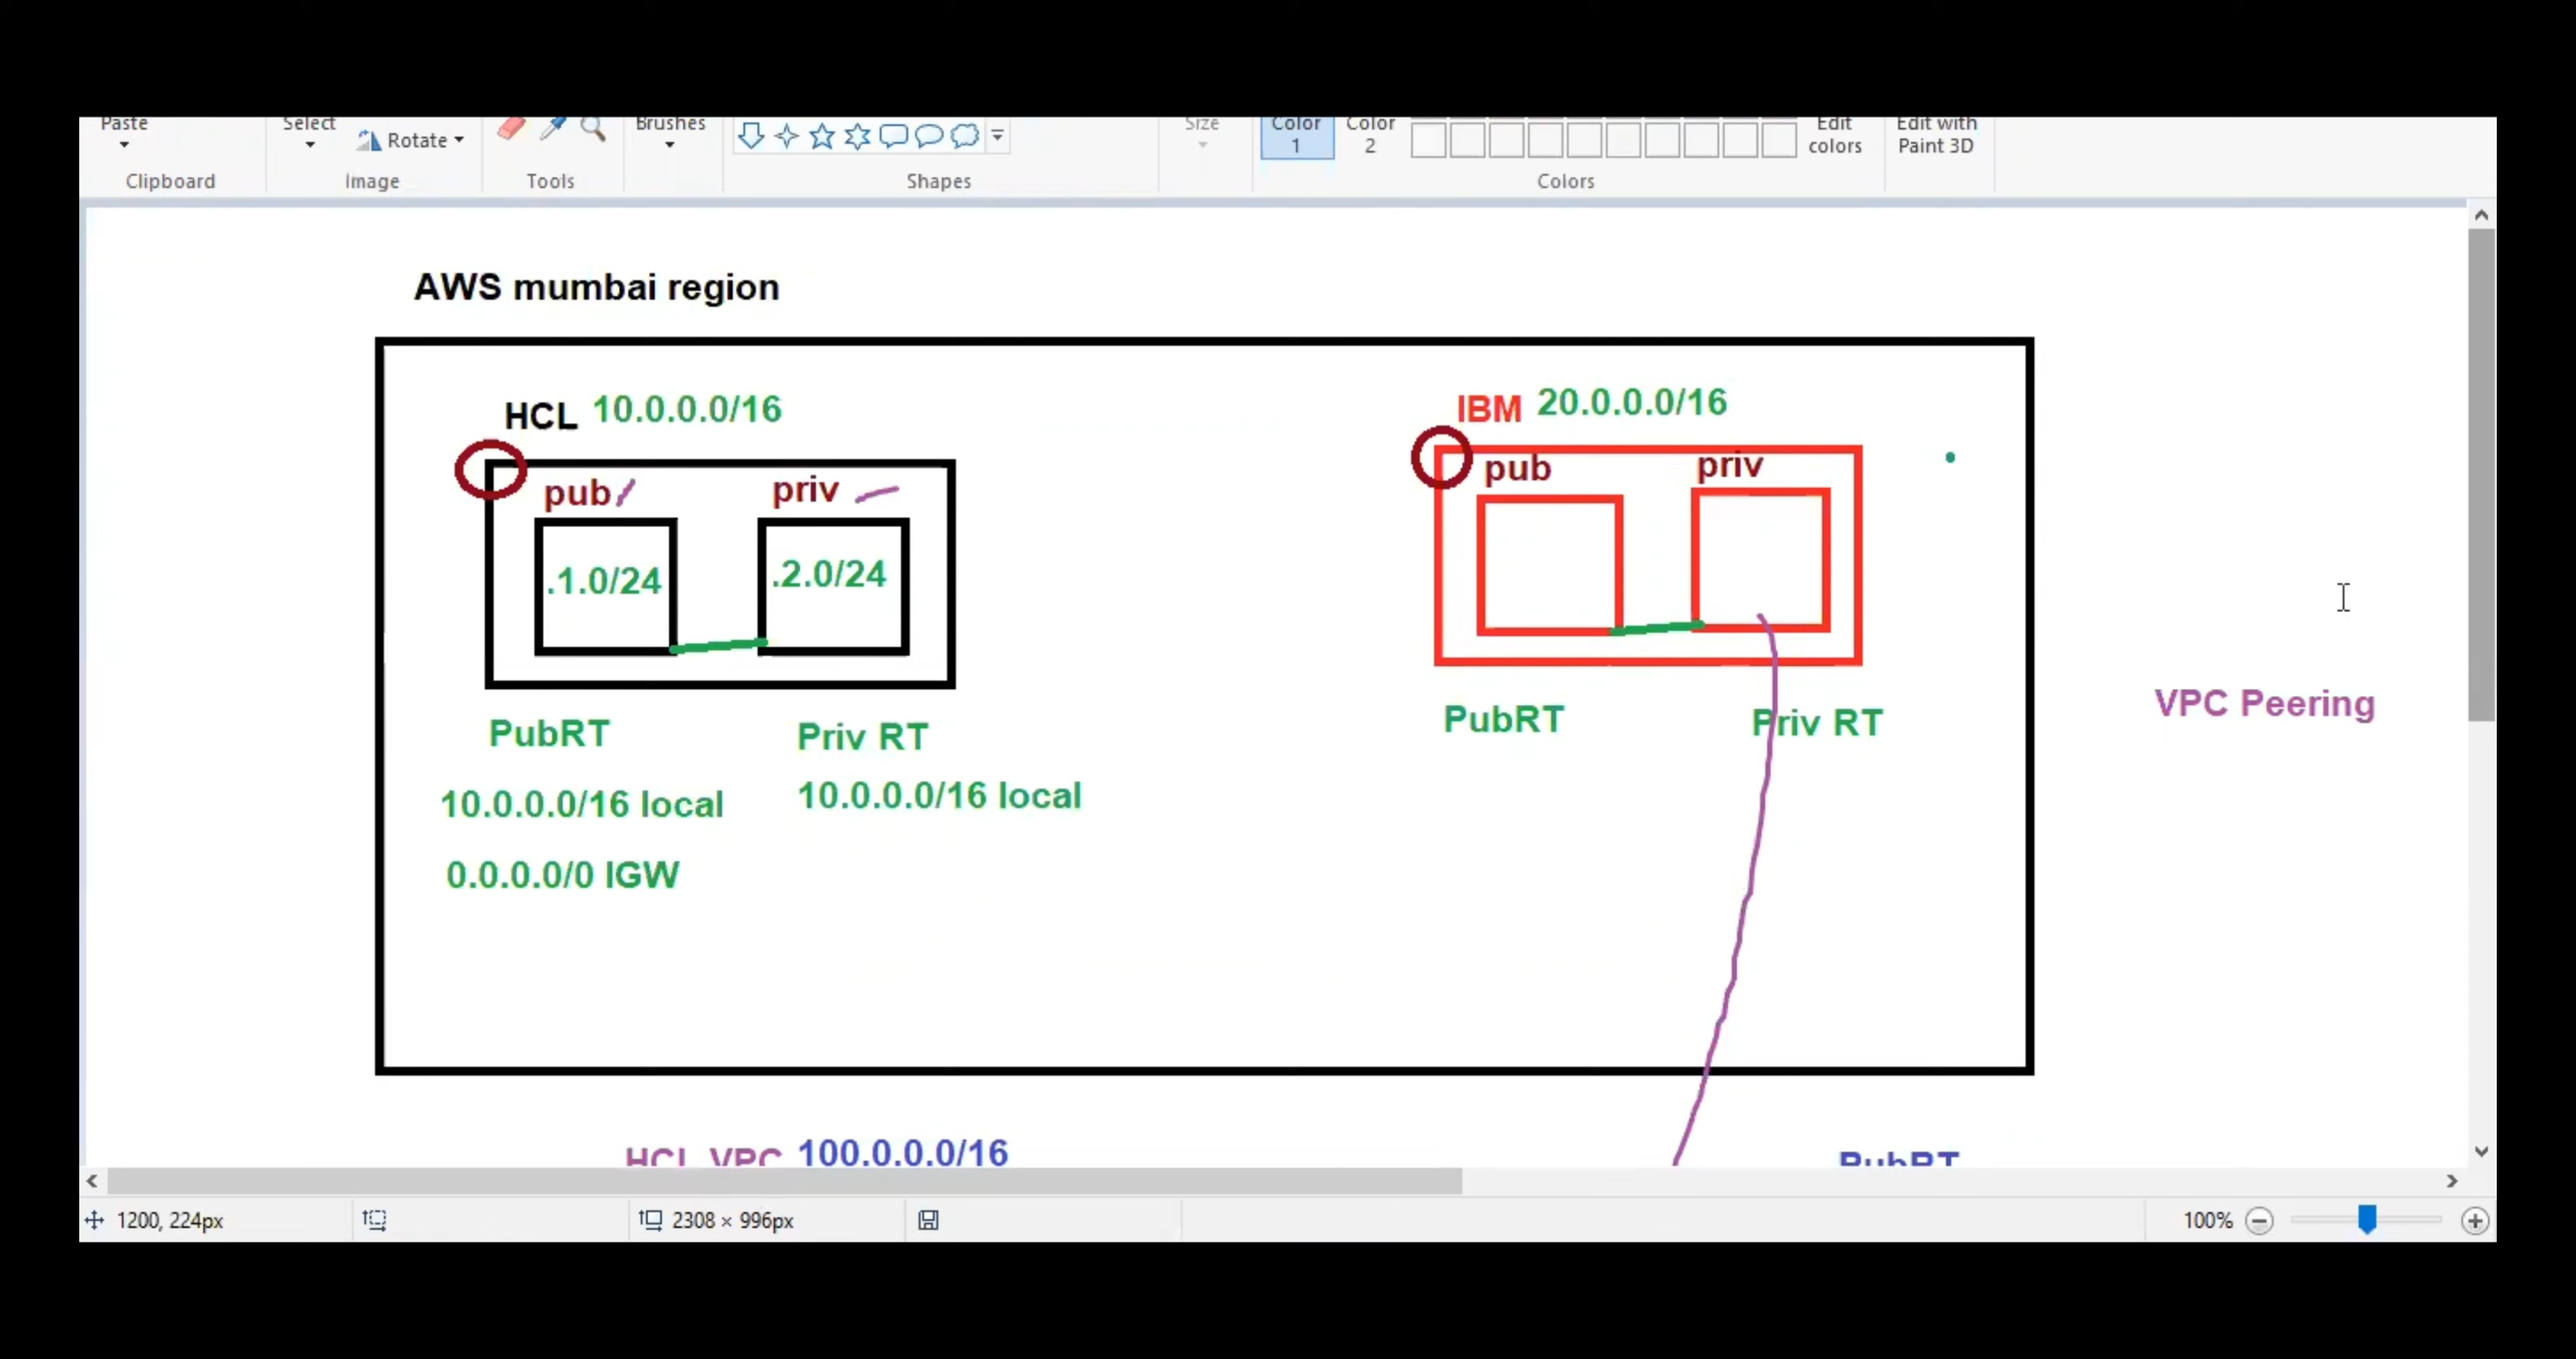 Paste
Select
Rotate
Brushes
Size
Color 1
Color 2
Edit colors
Edit with Paint 3D
Clipboard
Image
Tools
Shapes
Colors
AWS mumbai region
HCL 10.0.0.0/16
IBM 20.0.0.0/16
pub
priv
pub
priv
.1.0/24
.2.0/24
PubRT
Priv RT
PubRT
Priv RT
VPC Peering
10.0.0.0/16 local
10.0.0.0/16 local
0.0.0.0/0 IGW
HCL VPC 100.0.0.0/16
PubRT
1200, 224px
2308 × 996px
100%